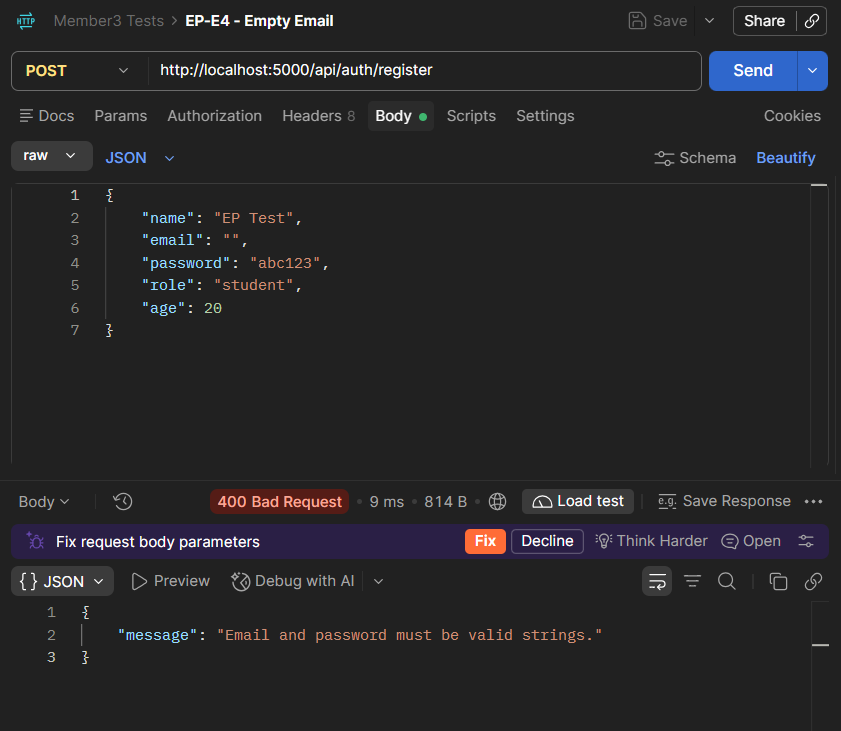 HTTP Member3 Tests > EP-E4 - Empty Email Save Share
POST http://localhost:5000/api/auth/register Send
Docs Params Authorization Headers 8 Body Scripts Settings Cookies
raw JSON Schema Beautify
1 {
2 "name": "EP Test",
3 "email": "",
4 "password": "abc123",
5 "role": "student",
6 "age": 20
7 }
Body 400 Bad Request • 9 ms • 814 B • Load test e.g. Save Response
Fix request body parameters Fix Decline Think Harder Open
{} JSON Preview Debug with AI
1 {
2 "message": "Email and password must be valid strings."
3 }